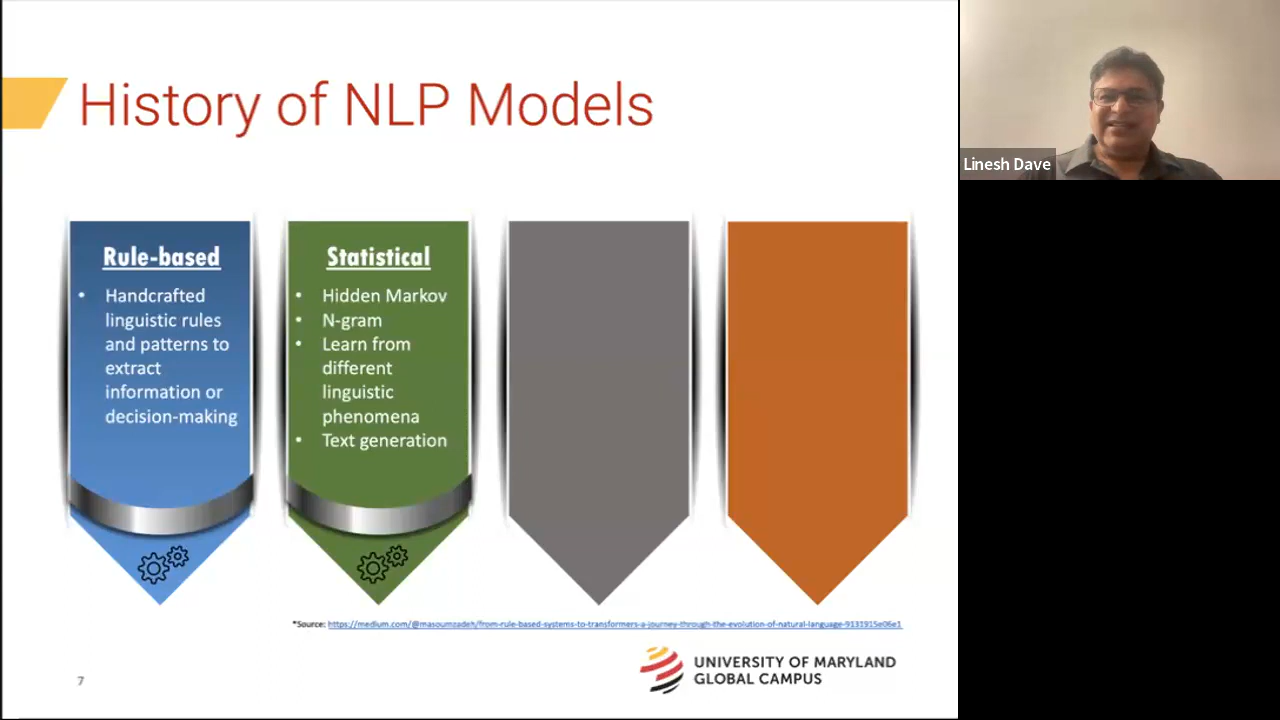 History of NLP Models
Linesh Dave
Rule-based
• Handcrafted
linguistic rules
and patterns to
extract
information or
decision-making
Statistical
• Hidden Markov
• N-gram
• Learn from
different
linguistic
phenomena
• Text generation
*Source: https://medium.com/@masoumzadeh/from-rule-based-systems-to-transformers-a-journey-through-the-evolution-of-natural-language-9131915e06e1
7
UNIVERSITY OF MARYLAND
GLOBAL CAMPUS